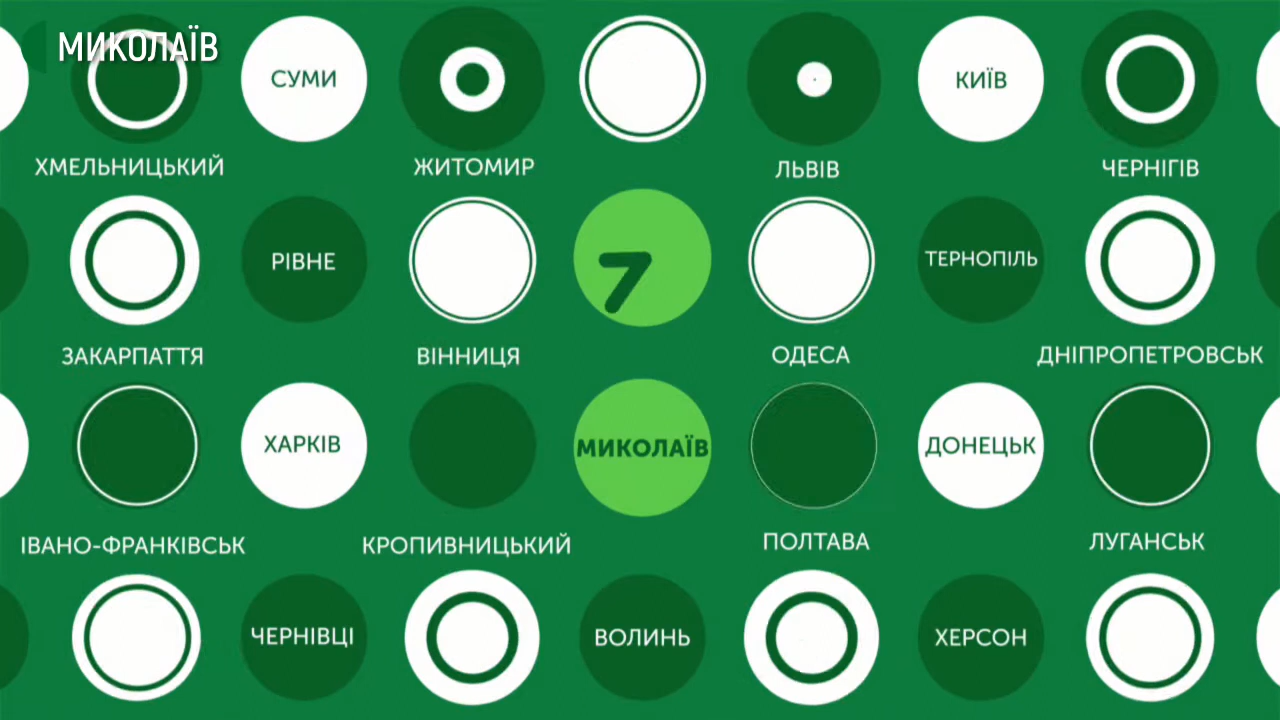 МИКОЛАЇВ
СУМИ
КИЇВ
ХМЕЛЬНИЦЬКИЙ
ЖИТОМИР
ЛЬВІВ
ЧЕРНІГІВ
РІВНЕ
ТЕРНОПІЛЬ
ЗАКАРПАТТЯ
ВІННИЦЯ
ОДЕСА
ДНІПРОПЕТРОВСЬК
ХАРКІВ
МИКОЛАЇВ
ДОНЕЦЬК
ІВАНО-ФРАНКІВСЬК
КРОПИВНИЦЬКИЙ
ПОЛТАВА
ЛУГАНСЬК
ЧЕРНІВЦІ
ВОЛИНЬ
ХЕРСОН